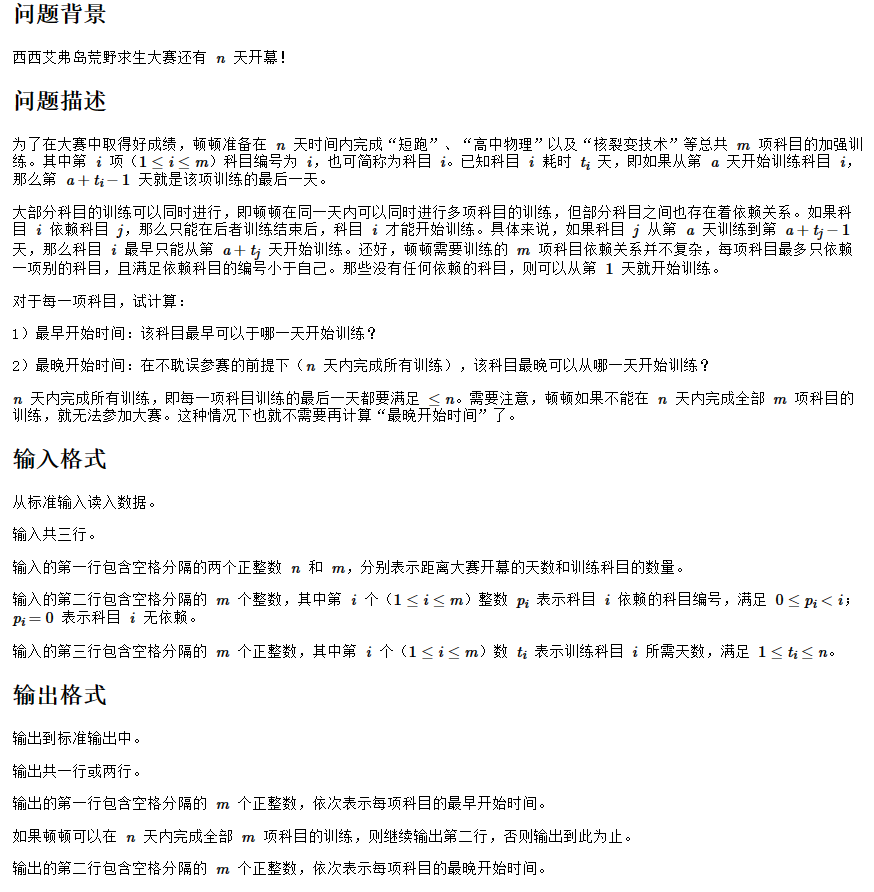 问题背景
西西艾弗岛荒野求生大赛还有 n 天开幕！
问题描述
为了在大赛中取得好成绩，顿顿准备在 n 天时间内完成“短跑”、“高中物理”以及“核裂变技术”等总共 m 项科目的加强训
练。其中第 i 项（1 ≤ i ≤ m）科目编号为 i，也可简称为科目 i。已知科目 i 耗时 t_i 天，即如果从第 a 天开始训练科目 i，
那么第 a + t_i − 1 天就是该项训练的最后一天。
大部分科目的训练可以同时进行，即顿顿在同一天内可以同时进行多项科目的训练，但部分科目之间也存在着依赖关系。如果科
目 i 依赖科目 j，那么只能在后者训练结束后，科目 i 才能开始训练。具体来说，如果科目 j 从第 a 天训练到第 a + t_j − 1
天，那么科目 i 最早只能从第 a + t_j 天开始训练。还好，顿顿需要训练的 m 项科目依赖关系并不复杂，每项科目最多只依赖
一项别的科目，且满足依赖科目的编号小于自己。那些没有任何依赖的科目，则可以从第 1 天就开始训练。
对于每一项科目，试计算：
1）最早开始时间：该科目最早可以于哪一天开始训练？
2）最晚开始时间：在不耽误参赛的前提下（n 天内完成所有训练），该科目最晚可以从哪一天开始训练？
n 天内完成所有训练，即每一项科目训练的最后一天都要满足 ≤ n。需要注意，顿顿如果不能在 n 天内完成全部 m 项科目的
训练，就无法参加大赛。这种情况下也就不需要再计算“最晚开始时间”了。
输入格式
从标准输入读入数据。
输入共三行。
输入的第一行包含空格分隔的两个正整数 n 和 m，分别表示距离大赛开幕的天数和训练科目的数量。
输入的第二行包含空格分隔的 m 个整数，其中第 i 个（1 ≤ i ≤ m）整数 p_i 表示科目 i 依赖的科目编号，满足 0 ≤ p_i < i；
p_i = 0 表示科目 i 无依赖。
输入的第三行包含空格分隔的 m 个正整数，其中第 i 个（1 ≤ i ≤ m）数 t_i 表示训练科目 i 所需天数，满足 1 ≤ t_i ≤ n。
输出格式
输出到标准输出中。
输出共一行或两行。
输出的第一行包含空格分隔的 m 个正整数，依次表示每项科目的最早开始时间。
如果顿顿可以在 n 天内完成全部 m 项科目的训练，则继续输出第二行，否则输出到此为止。
输出的第二行包含空格分隔的 m 个正整数，依次表示每项科目的最晚开始时间。